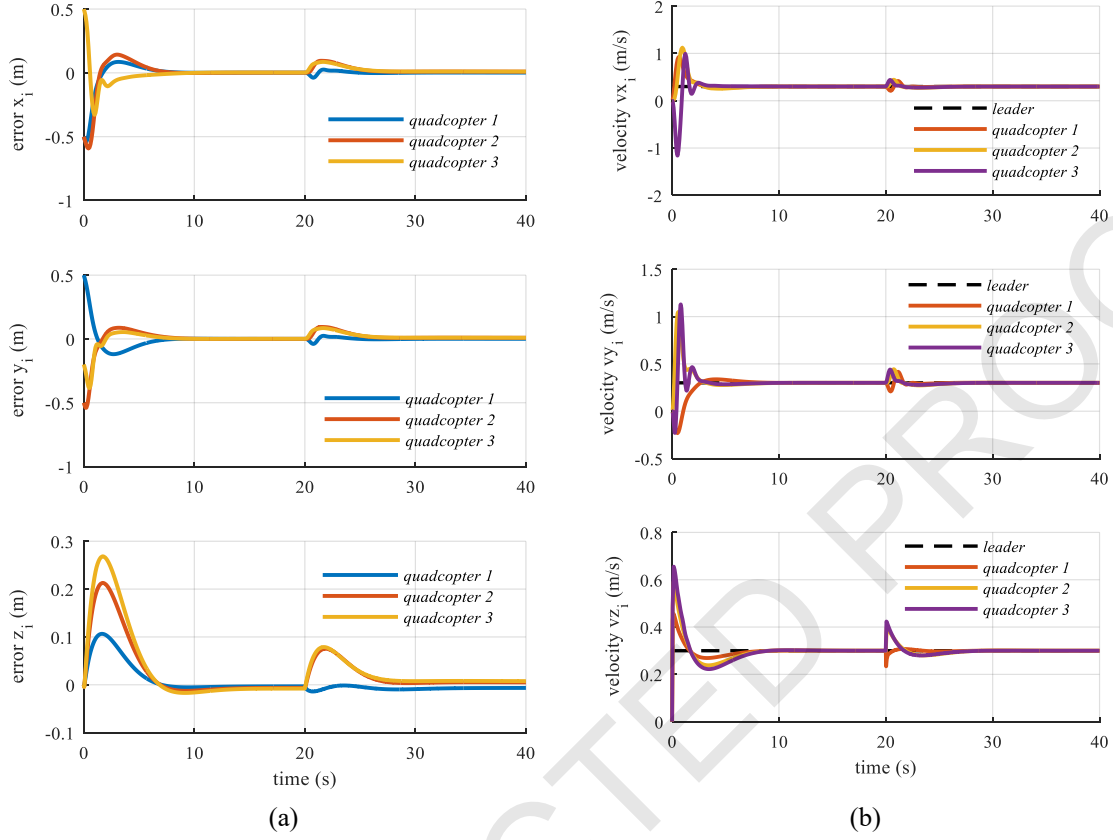 0.5
0
-0.5
-1
error x_i (m)
quadcopter 1
quadcopter 2
quadcopter 3
0 10 20 30 40
2
1
0
-1
-2
velocity vx_i (m/s)
leader
quadcopter 1
quadcopter 2
quadcopter 3
0 10 20 30 40
0.5
0
-0.5
-1
error y_i (m)
quadcopter 1
quadcopter 2
quadcopter 3
0 10 20 30 40
1.5
1
0.5
0
-0.5
velocity vy_i (m/s)
leader
quadcopter 1
quadcopter 2
quadcopter 3
0 10 20 30 40
0.3
0.2
0.1
0
-0.1
error z_i (m)
quadcopter 1
quadcopter 2
quadcopter 3
0 10 20 30 40
time (s)
(a)
0.8
0.6
0.4
0.2
0
velocity vz_i (m/s)
leader
quadcopter 1
quadcopter 2
quadcopter 3
0 10 20 30 40
time (s)
(b)
CTED PROO